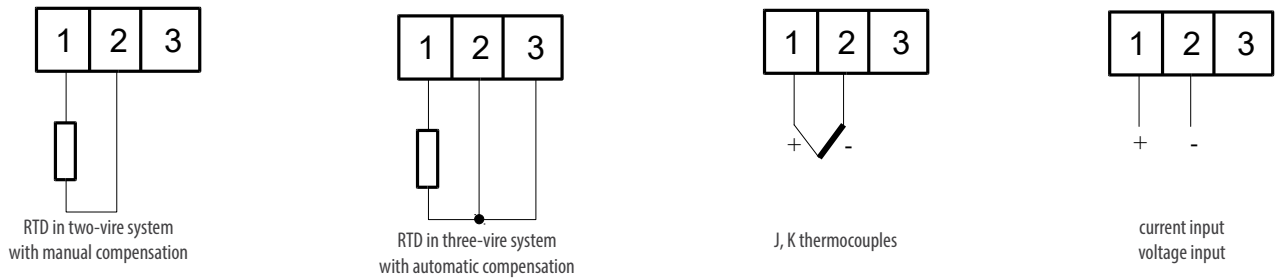 1 2 3
RTD in two-vire system
with manual compensation
1 2 3
RTD in three-vire system
with automatic compensation
1 2 3
+ -
J, K thermocouples
1 2 3
+ -
current input
voltage input